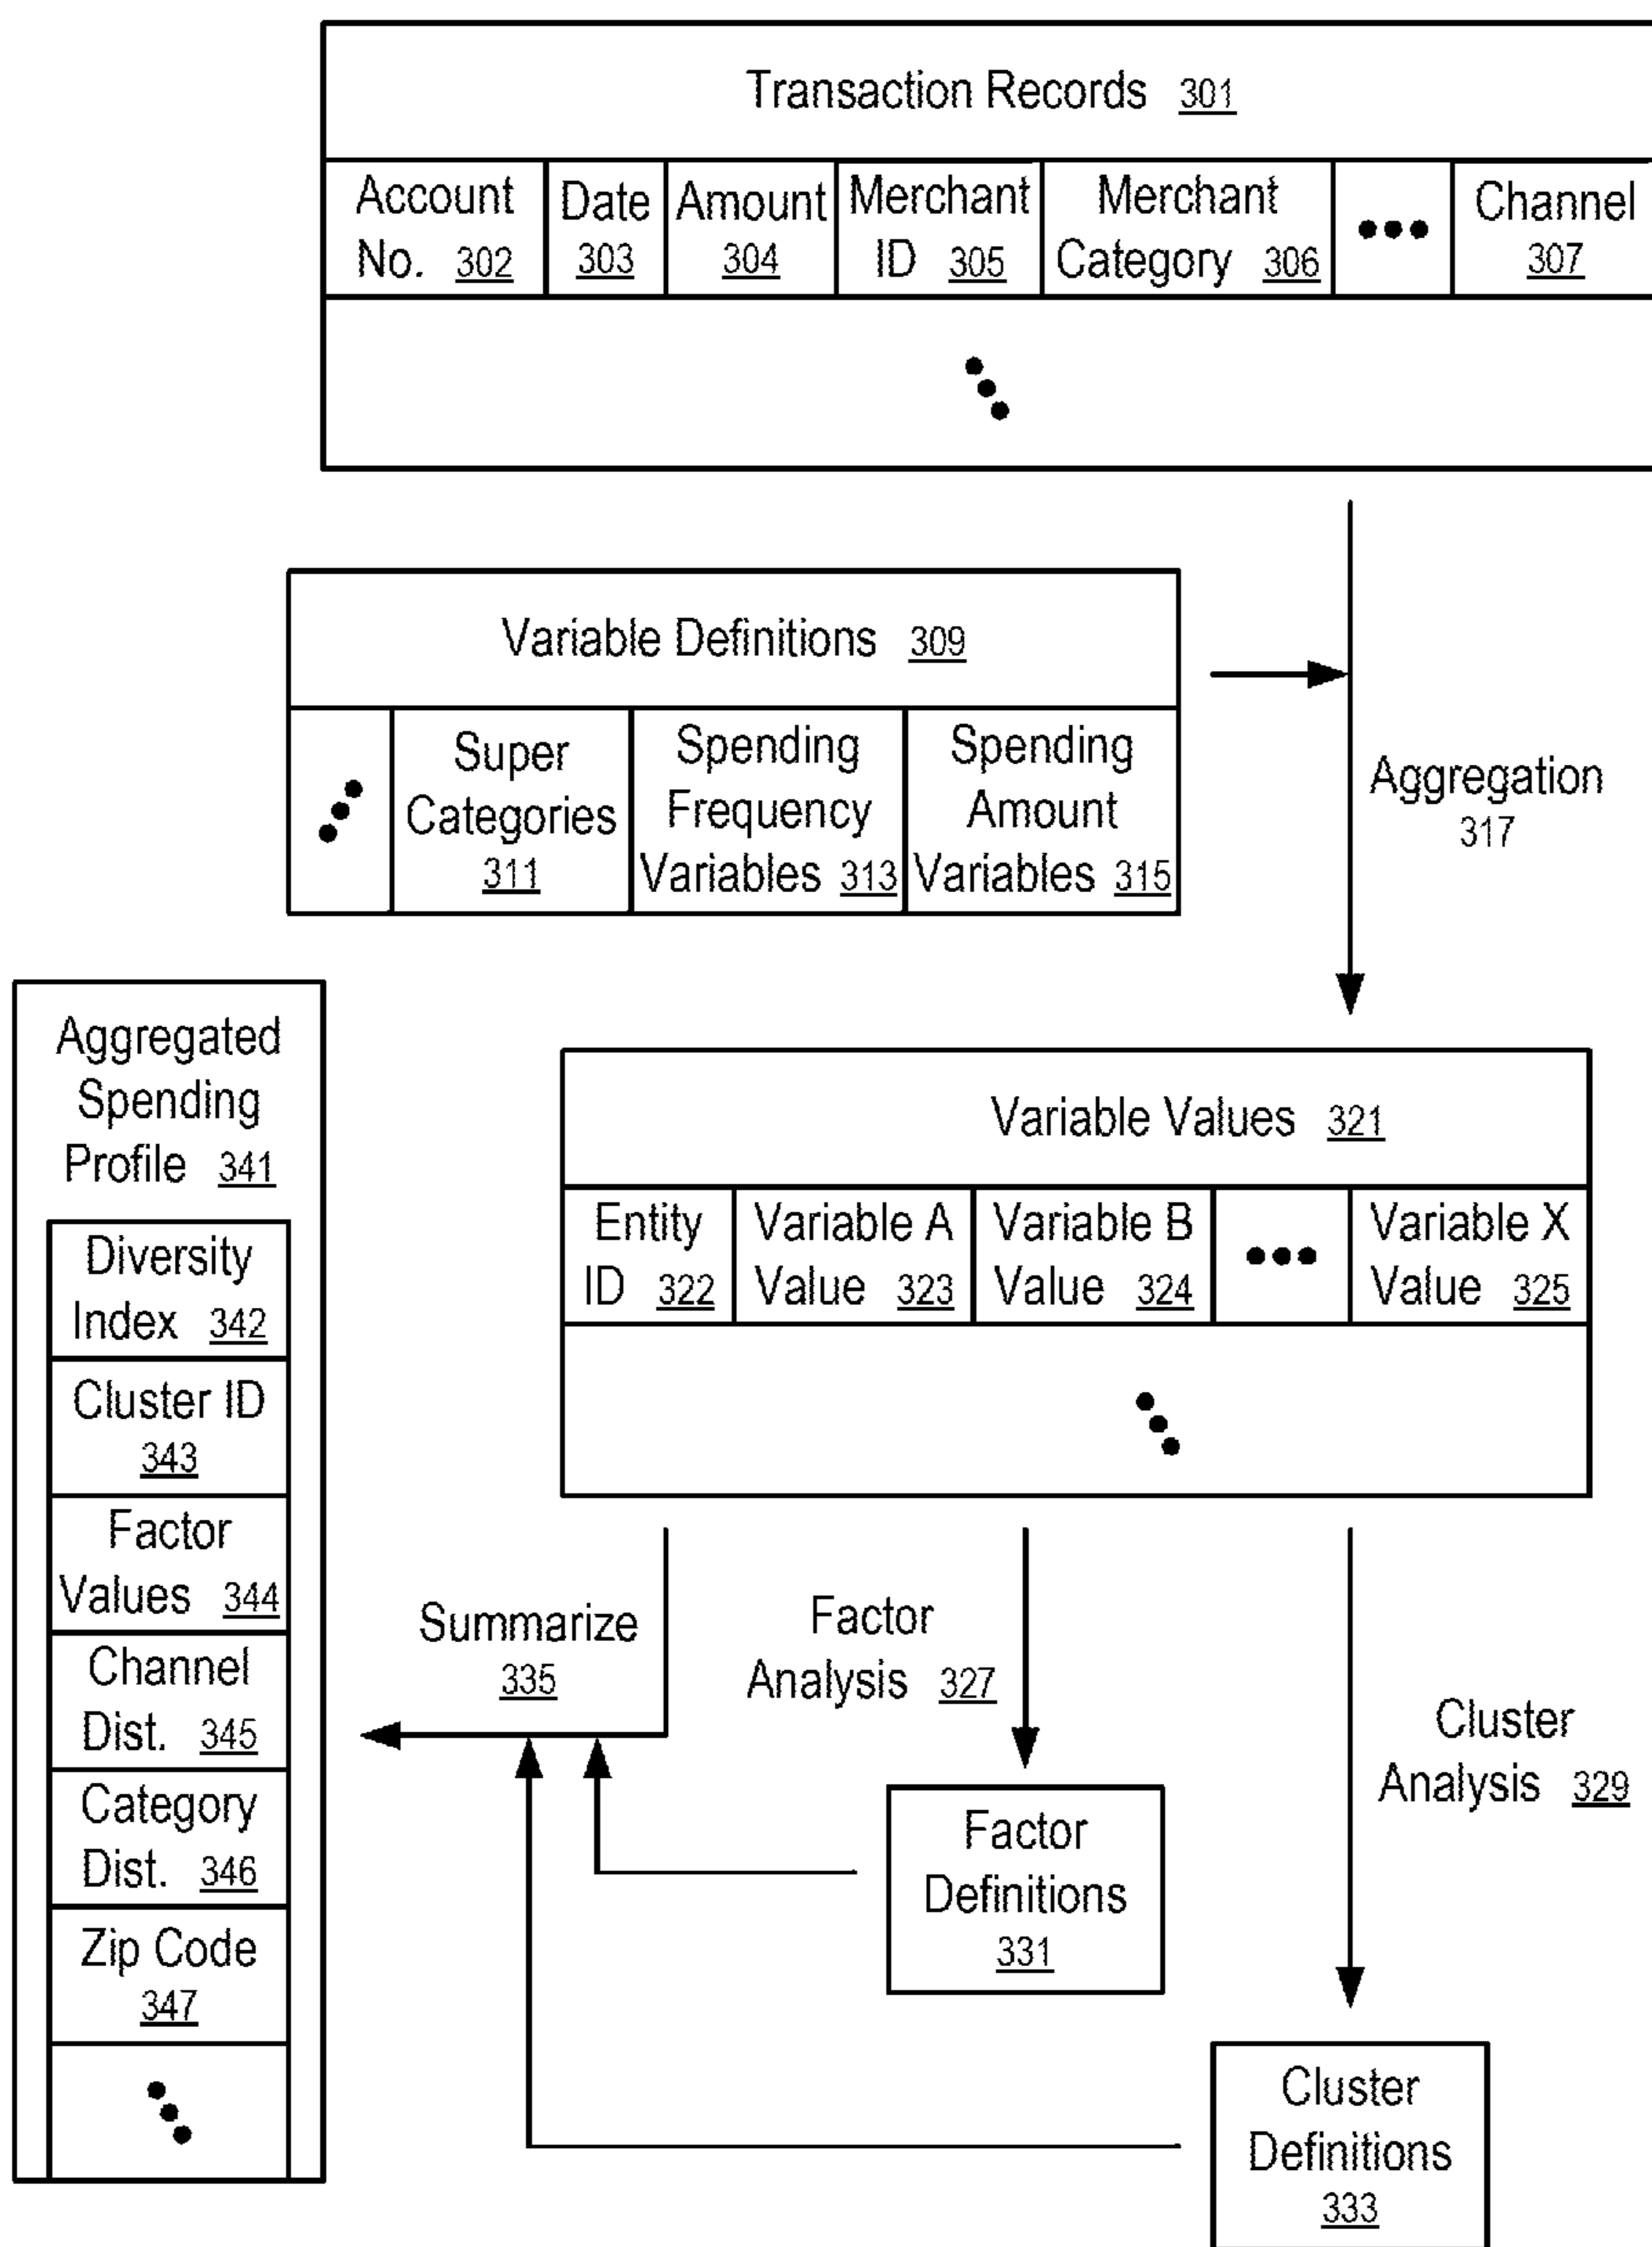 Transaction Records 301
Account
No. 302
Date
303
Amount
304
Merchant
ID 305
Merchant
Category 306
Channel
307
Variable Definitions 309
Super
Categories
311
Spending
Frequency
Variables 313
Spending
Amount
Variables 315
Aggregation
317
Aggregated
Spending
Profile 341
Diversity
Index 342
Cluster ID
343
Factor
Values 344
Channel
Dist. 345
Category
Dist. 346
Zip Code
347
Variable Values 321
Entity
ID 322
Variable A
Value 323
Variable B
Value 324
Variable X
Value 325
Summarize
335
Factor
Analysis 327
Cluster
Analysis 329
Factor
Definitions
331
Cluster
Definitions
333